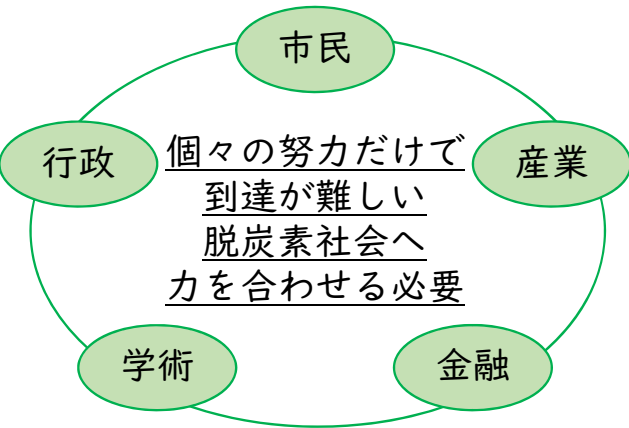 市民
行政
産業
個々の努力だけで
到達が難しい
脱炭素社会へ
力を合わせる必要
学術
金融